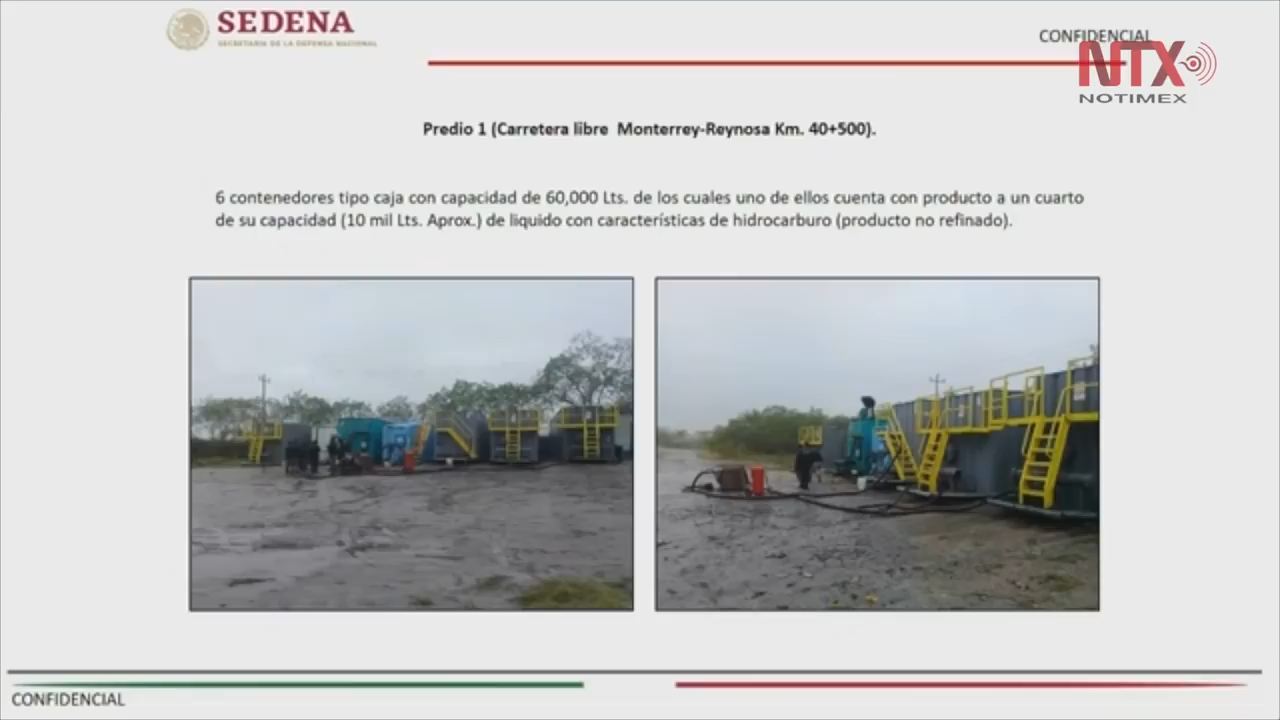 SEDENA
SECRETARÍA DE LA DEFENSA NACIONAL
CONFIDENCIAL
NTX
NOTIMEX
Predio 1 (Carretera libre Monterrey-Reynosa Km. 40+500).
6 contenedores tipo caja con capacidad de 60,000 Lts. de los cuales uno de ellos cuenta con producto a un cuarto
de su capacidad (10 mil Lts. Aprox.) de liquido con características de hidrocarburo (producto no refinado).
CONFIDENCIAL